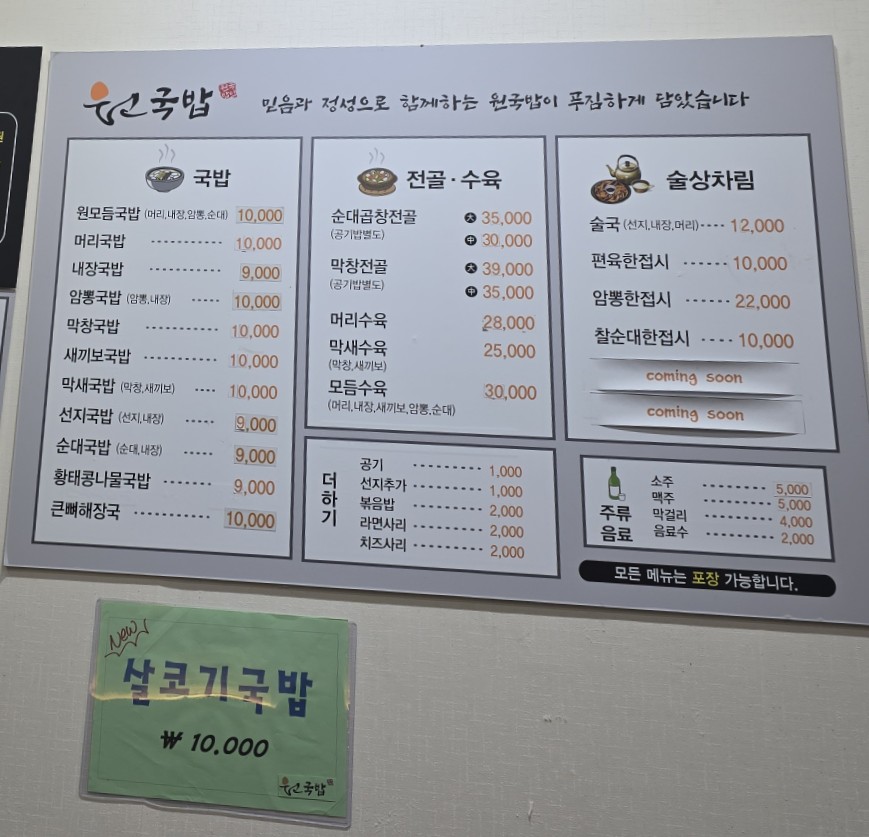 원국밥 믿음과 정성으로 함께하는 원국밥이 푸짐하게 담았습니다
국밥
원모듬국밥 (머리,내장,암뽕,순대) 10,000
머리국밥 ---------- 10,000
내장국밥 ---------- 9,000
암뽕국밥 (암뽕,내장) ----- 10,000
막창국밥 ---------- 10,000
새끼보국밥 ---------- 10,000
막새국밥 (막창,새끼보) ---- 10,000
선지국밥 (선지,내장) ----- 9,000
순대국밥 (순대,내장) ----- 9,000
황태콩나물국밥 ------- 9,000
큰뼈해장국 ----------- 10,000
전골·수육
순대곱창전골 大 35,000
(공기밥별도) 中 30,000
막창전골 大 39,000
(공기밥별도) 中 35,000
머리수육 28,000
막새수육 25,000
(막창,새끼보)
모듬수육 30,000
(머리,내장,새끼보,암뽕,순대)
더하기
공기 ---------- 1,000
선지추가 ---------- 1,000
볶음밥 ---------- 2,000
라면사리 ---------- 2,000
치즈사리 ---------- 2,000
술상차림
술국 (선지,내장,머리)---- 12,000
편육한접시 ------ 10,000
암뽕한접시 ------ 22,000
찰순대한접시 ---- 10,000
coming soon
coming soon
주류
음료
소주 ---------- 5,000
맥주 ---------- 5,000
막걸리 ---------- 4,000
음료수 ---------- 2,000
모든 메뉴는 포장 가능합니다.
New
살코기국밥
₩ 10.000
원국밥